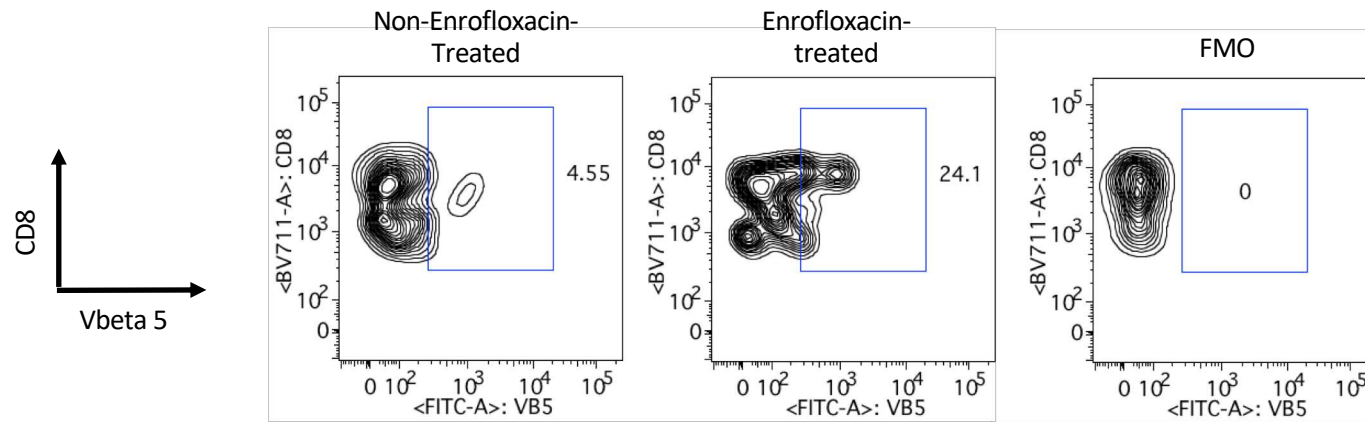 Non-Enrofloxacin-
Treated
Enrofloxacin-
treated
FMO
CD8
Vbeta 5
<BV711-A>: CD8
10^5
10^4
10^3
10^2
0
4.55
0 10^2 10^3 10^4 10^5
<FITC-A>: VB5
<BV711-A>: CD8
10^5
10^4
10^3
10^2
0
24.1
0 10^2 10^3 10^4 10^5
<FITC-A>: VB5
<BV711-A>: CD8
10^5
10^4
10^3
10^2
0
0
0 10^2 10^3 10^4 10^5
<FITC-A>: VB5